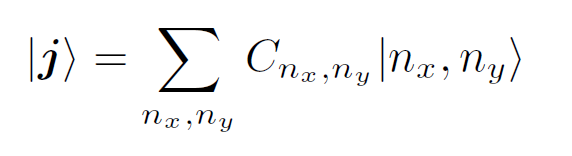 |j⟩ = ∑ C_{n_x,n_y} |n_x, n_y⟩
n_x,n_y